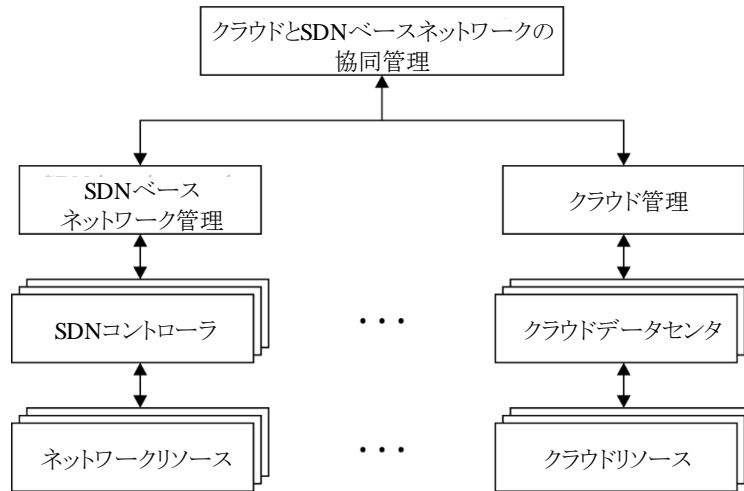 クラウドとSDNベースネットワークの
協同管理
SDNベース
ネットワーク管理
クラウド管理
SDNコントローラ
・・・
クラウドデータセンタ
ネットワークリソース
・・・
クラウドリソース